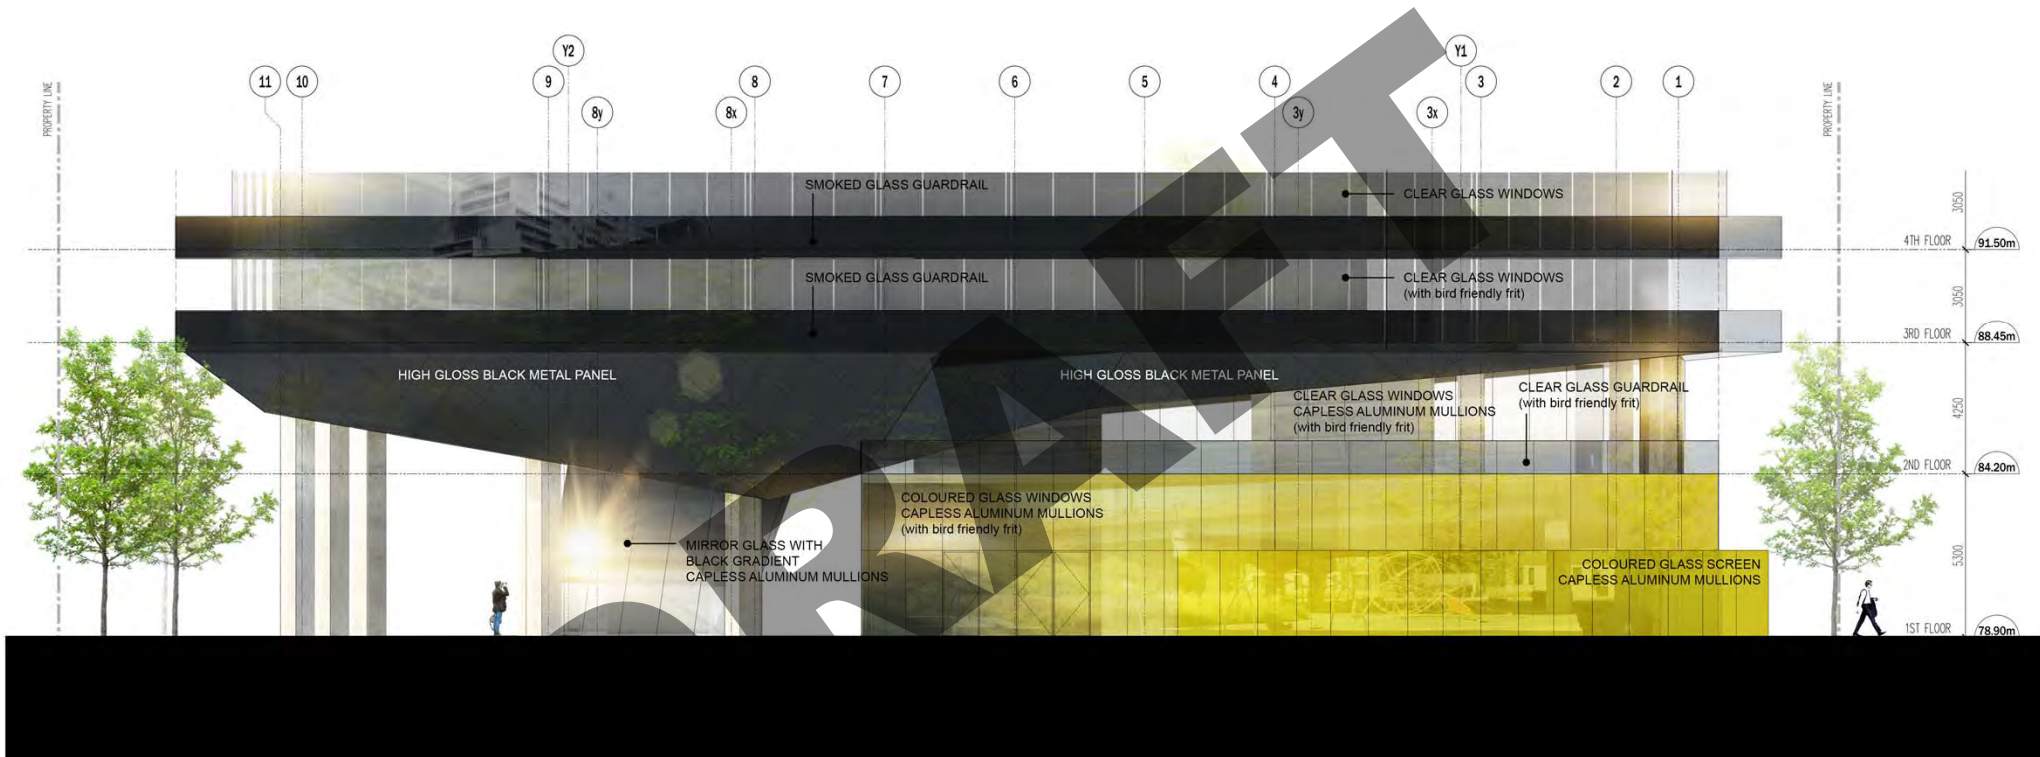 Y2
Y1
11
10
9
8
7
6
5
4
3
2
1
8y
8x
3y
3x
PROPERTY LINE
PROPERTY LINE
SMOKED GLASS GUARDRAIL
CLEAR GLASS WINDOWS
3050
4TH FLOOR
91.50m
SMOKED GLASS GUARDRAIL
CLEAR GLASS WINDOWS
(with bird friendly frit)
3050
3RD FLOOR
88.45m
HIGH GLOSS BLACK METAL PANEL
HIGH GLOSS BLACK METAL PANEL
CLEAR GLASS GUARDRAIL
(with bird friendly frit)
CLEAR GLASS WINDOWS
CAPLESS ALUMINUM MULLIONS
(with bird friendly frit)
4250
2ND FLOOR
84.20m
COLOURED GLASS WINDOWS
CAPLESS ALUMINUM MULLIONS
(with bird friendly frit)
MIRROR GLASS WITH
BLACK GRADIENT
CAPLESS ALUMINUM MULLIONS
COLOURED GLASS SCREEN
CAPLESS ALUMINUM MULLIONS
5300
1ST FLOOR
78.90m
DRAFT